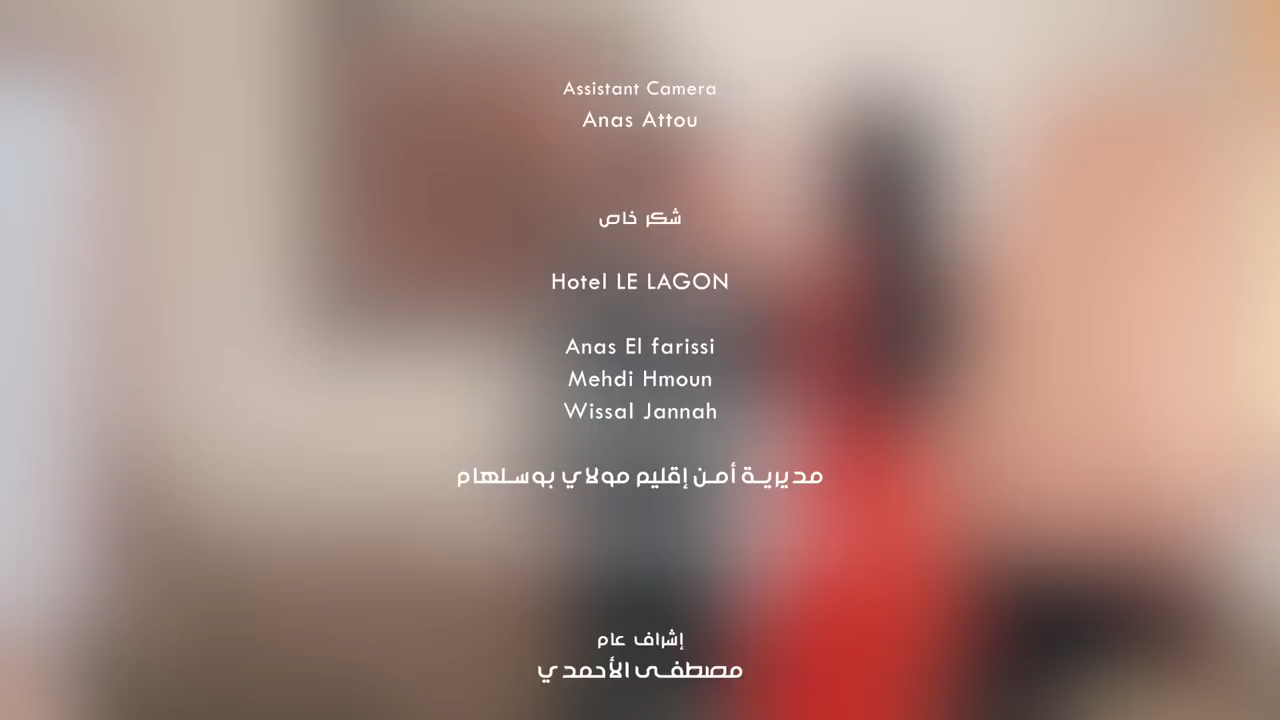 Assistant Camera
Anas Attou
شكر خاص
Hotel LE LAGON
Anas El farissi
Mehdi Hmoun
Wissal Jannah
مديرية أمن إقليم مولاي بوسلهام
إشراف عام
مصطفى الأحمدي